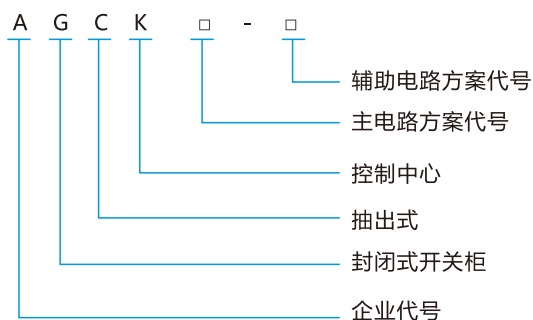 A G C K □ - □
辅助电路方案代号
主电路方案代号
控制中心
抽出式
封闭式开关柜
企业代号